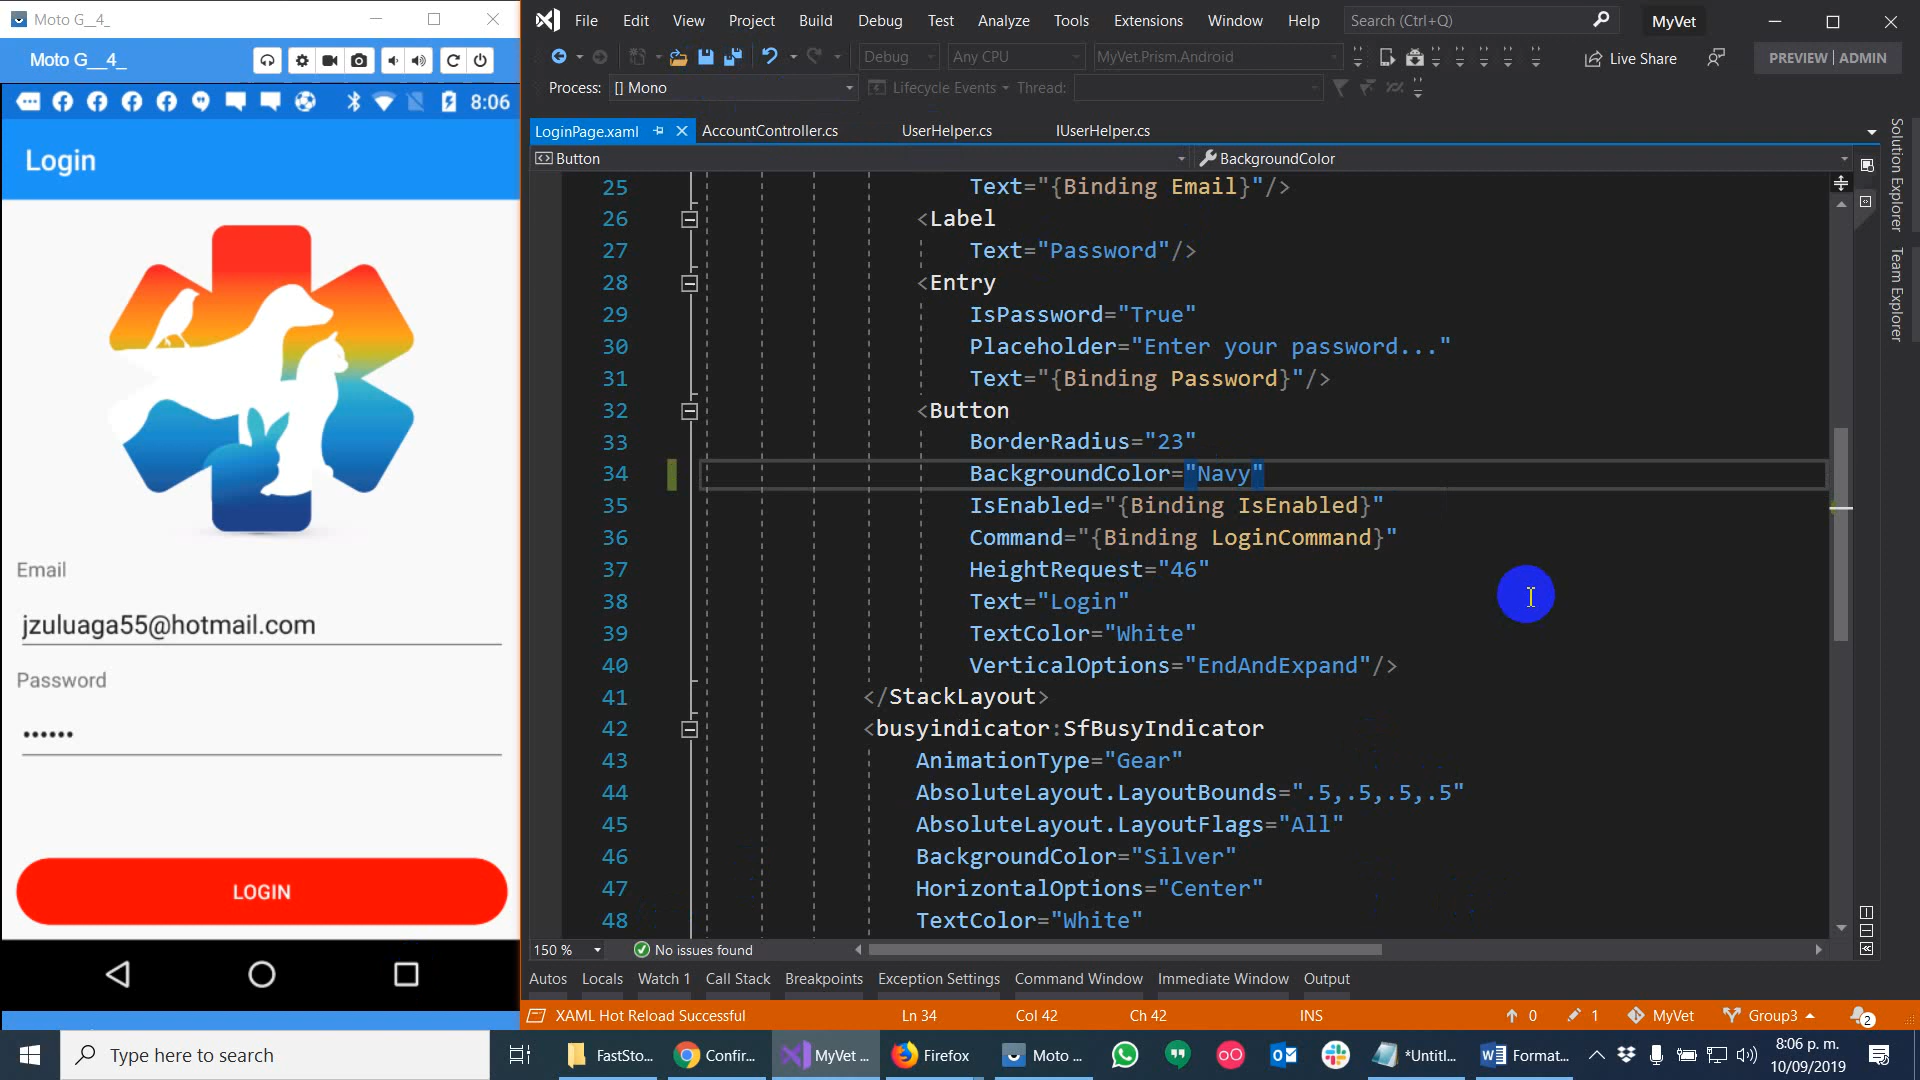 Moto G__4_
Moto G__4_
8:06
Login
Email
jzuluaga55@hotmail.com
Password
••••••
LOGIN
File Edit View Project Build Debug Test Analyze Tools Extensions Window Help Search (Ctrl+Q) MyVet
Debug Any CPU MyVet.Prism.Android Live Share PREVIEW | ADMIN
Process: [] Mono Lifecycle Events Thread:
LoginPage.xaml AccountController.cs UserHelper.cs IUserHelper.cs
Button BackgroundColor
25 Text="{Binding Email}"/>
26 <Label
27 Text="Password"/>
28 <Entry
29 IsPassword="True"
30 Placeholder="Enter your password..."
31 Text="{Binding Password}"/>
32 <Button
33 BorderRadius="23"
34 BackgroundColor="Navy"
35 IsEnabled="{Binding IsEnabled}"
36 Command="{Binding LoginCommand}"
37 HeightRequest="46"
38 Text="Login"
39 TextColor="White"
40 VerticalOptions="EndAndExpand"/>
41 </StackLayout>
42 <busyindicator:SfBusyIndicator
43 AnimationType="Gear"
44 AbsoluteLayout.LayoutBounds=".5,.5,.5,.5"
45 AbsoluteLayout.LayoutFlags="All"
46 BackgroundColor="Silver"
47 HorizontalOptions="Center"
48 TextColor="White"
Solution Explorer
Team Explorer
150 % No issues found
Autos Locals Watch 1 Call Stack Breakpoints Exception Settings Command Window Immediate Window Output
XAML Hot Reload Successful Ln 34 Col 42 Ch 42 INS 0 1 MyVet Group3 2
Type here to search FastSto... Confir... MyVet ... Firefox Moto ... *Untitl... Format... 8:06 p. m.
10/09/2019